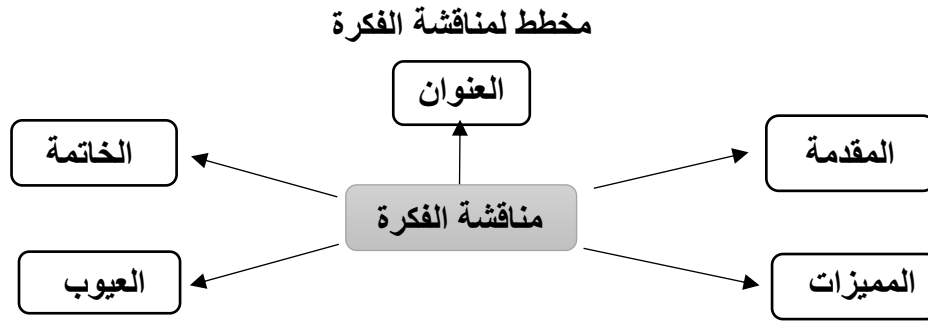 مخطط لمناقشة الفكرة
العنوان
المقدمة
الخاتمة
مناقشة الفكرة
المميزات
العيوب